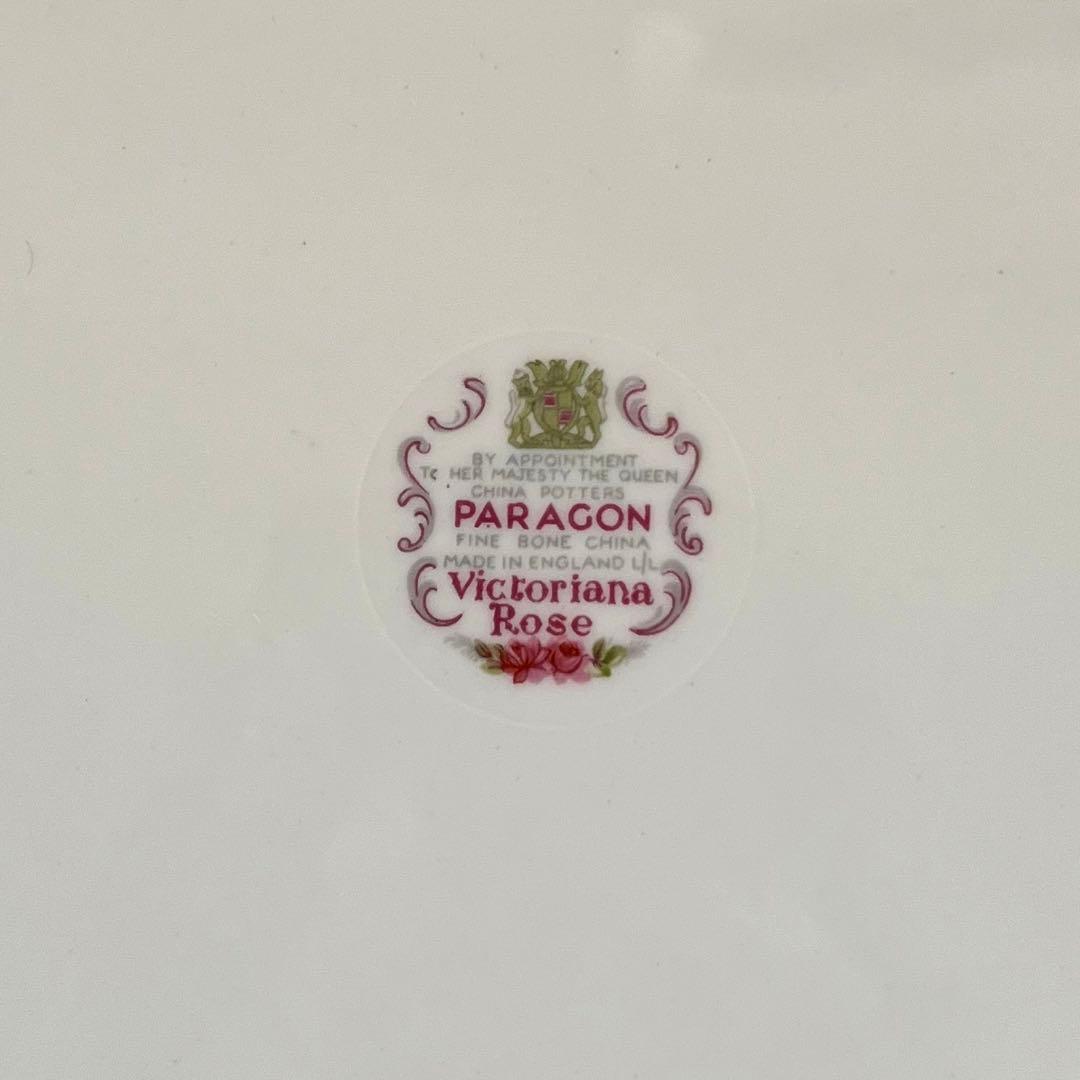 BY APPOINTMENT
TO HER MAJESTY THE QUEEN
CHINA POTTERS
PARAGON
FINE BONE CHINA
MADE IN ENGLAND L/L
Victoriana
Rose